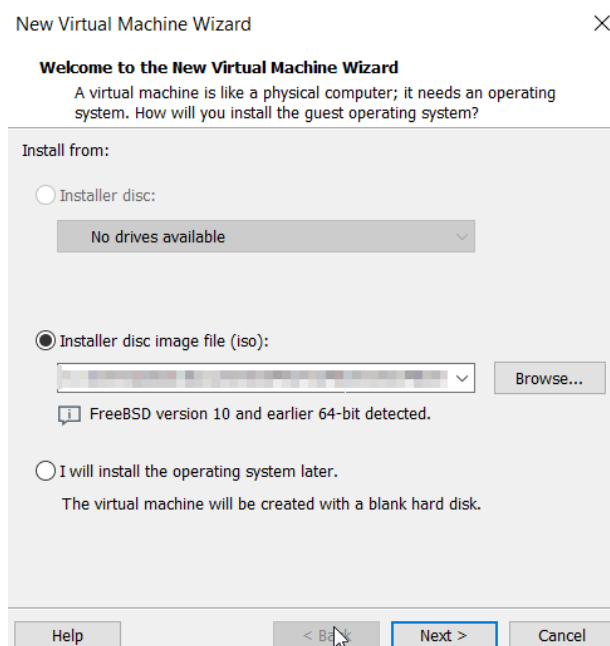 New Virtual Machine Wizard
Welcome to the New Virtual Machine Wizard
A virtual machine is like a physical computer; it needs an operating
system. How will you install the guest operating system?
Install from:
Installer disc:
No drives available
Installer disc image file (iso):
Browse...
FreeBSD version 10 and earlier 64-bit detected.
I will install the operating system later.
The virtual machine will be created with a blank hard disk.
Help
< Back
Next >
Cancel